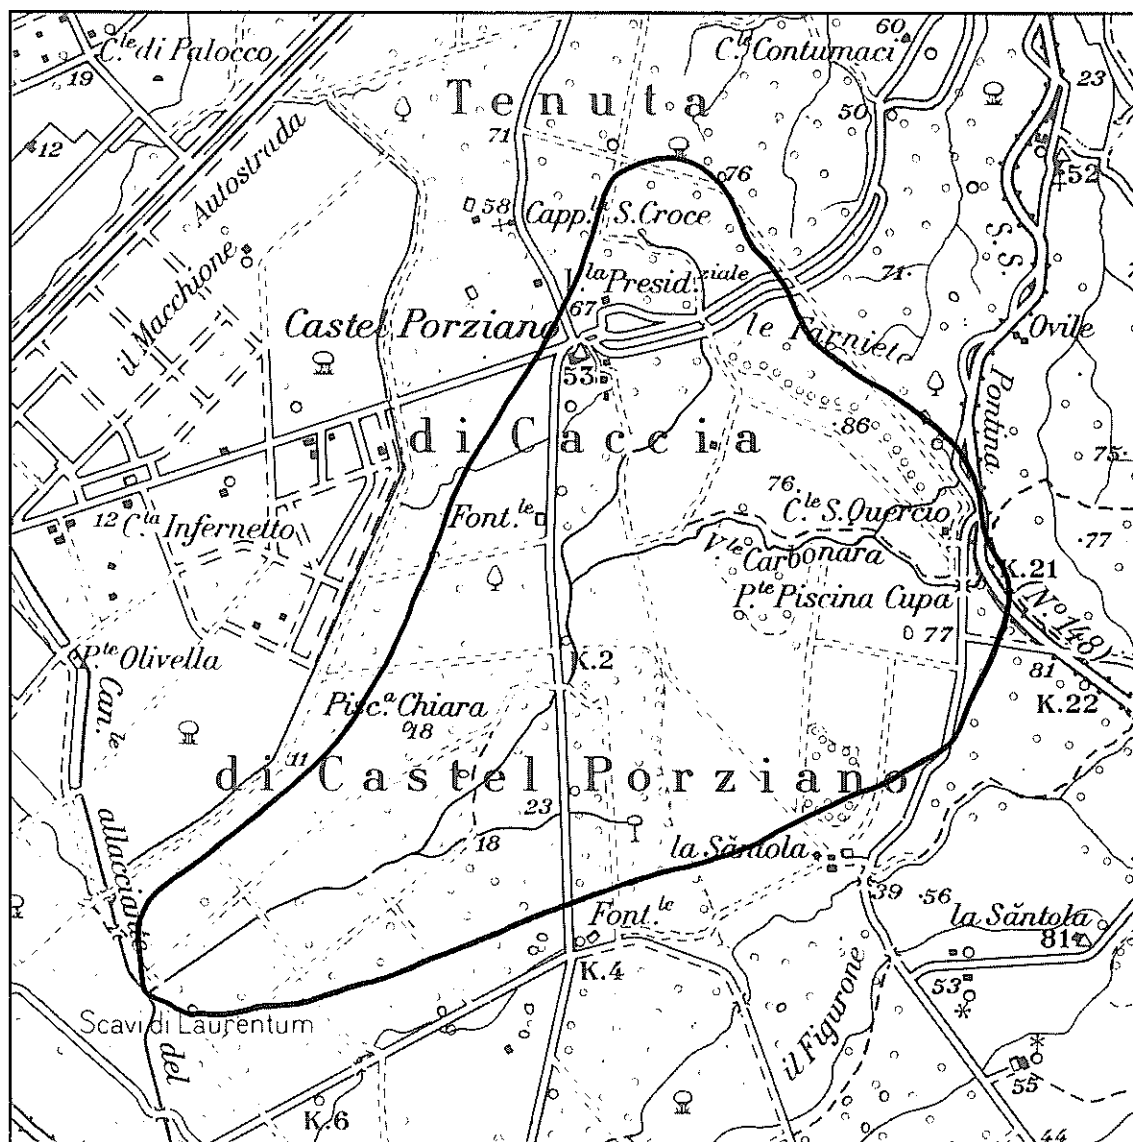 C.le di Palocco
19
12
Autostrada
il Macchione
Tenuta
71
C.le Contumaci
60
50
23
52
S. S.
76
58
Capp.la S. Croce
V.la Presid.ziale
67
71
Castel Porziano
le Farniete
Ovile
53
Pontina
di Caccia
86
75
12
C.la Infernetto
Font.le
76
C.le S. Quercio
77
V.le Carbonara
K.21
P.te Piscina Cupa
(No. 148)
77
P.te Olivella
K.2
81
K.22
Can.le
Pisc.a Chiara
18
11
di Castel Porziano
23
18
allacciante
la Săntola
39
56
Font.le
la Săntola
81
K.4
53
Scavi di Laurentum
il Figurone
del
55
K.6
44